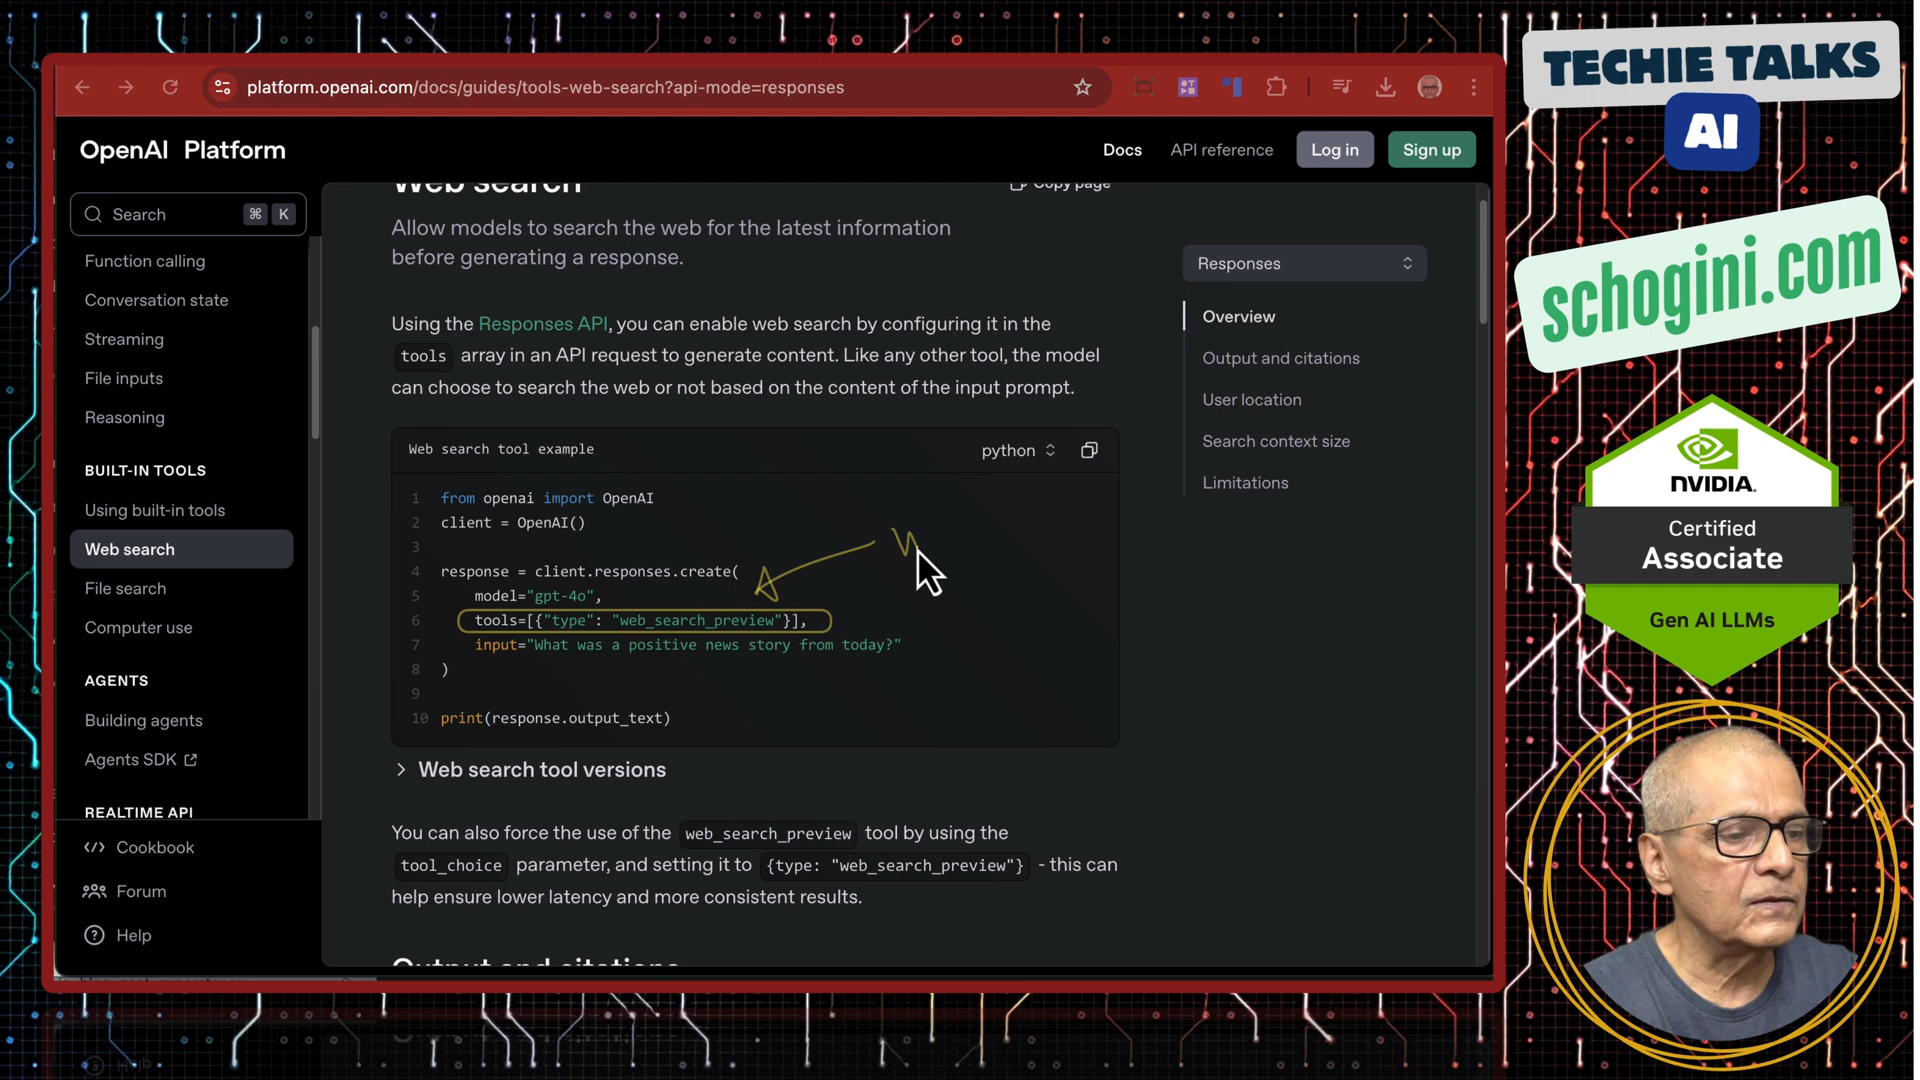 platform.openai.com/docs/guides/tools-web-search?api-mode=responses
OpenAI Platform
Docs
API reference
Log in
Sign up
Search
⌘ K
Function calling
Conversation state
Streaming
File inputs
Reasoning
BUILT-IN TOOLS
Using built-in tools
Web search
File search
Computer use
AGENTS
Building agents
Agents SDK
REALTIME API
Cookbook
Forum
Help
Web search
Copy page
Allow models to search the web for the latest information
before generating a response.
Using the Responses API, you can enable web search by configuring it in the
tools array in an API request to generate content. Like any other tool, the model
can choose to search the web or not based on the content of the input prompt.
Web search tool example
python
1 from openai import OpenAI
2 client = OpenAI()
3
4 response = client.responses.create(
5 model="gpt-4o",
6 tools=[{"type": "web_search_preview"}],
7 input="What was a positive news story from today?"
8 )
9
10 print(response.output_text)
Web search tool versions
You can also force the use of the web_search_preview tool by using the
tool_choice parameter, and setting it to {type: "web_search_preview"} - this can
help ensure lower latency and more consistent results.
Output and citations
Responses
Overview
Output and citations
User location
Search context size
Limitations
TECHIE TALKS
AI
schogini.com
NVIDIA.
Certified
Associate
Gen AI LLMs